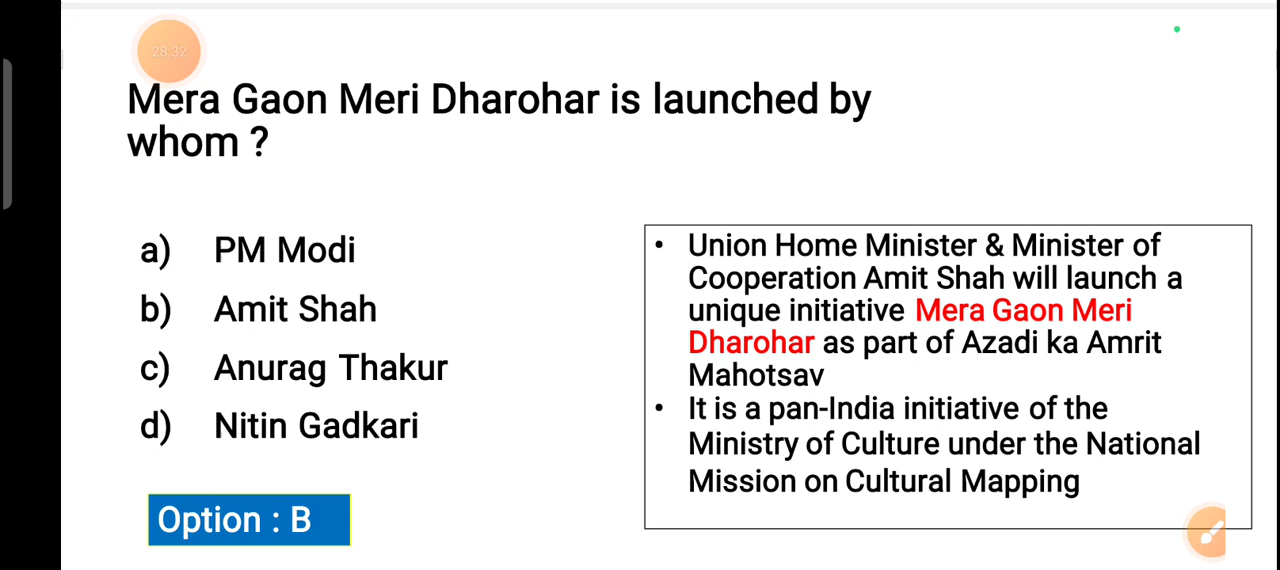 28:32
Mera Gaon Meri Dharohar is launched by
whom ?
a) PM Modi
b) Amit Shah
c) Anurag Thakur
d) Nitin Gadkari
Option : B
• Union Home Minister & Minister of
Cooperation Amit Shah will launch a
unique initiative Mera Gaon Meri
Dharohar as part of Azadi ka Amrit
Mahotsav
• It is a pan-India initiative of the
Ministry of Culture under the National
Mission on Cultural Mapping